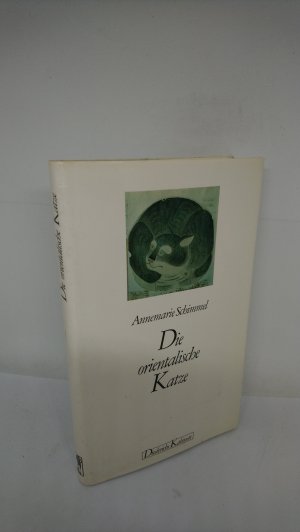 Annemarie Schimmel
Die
orientalische
Katze
Diederichs Kabinett
Die orientalische Katze